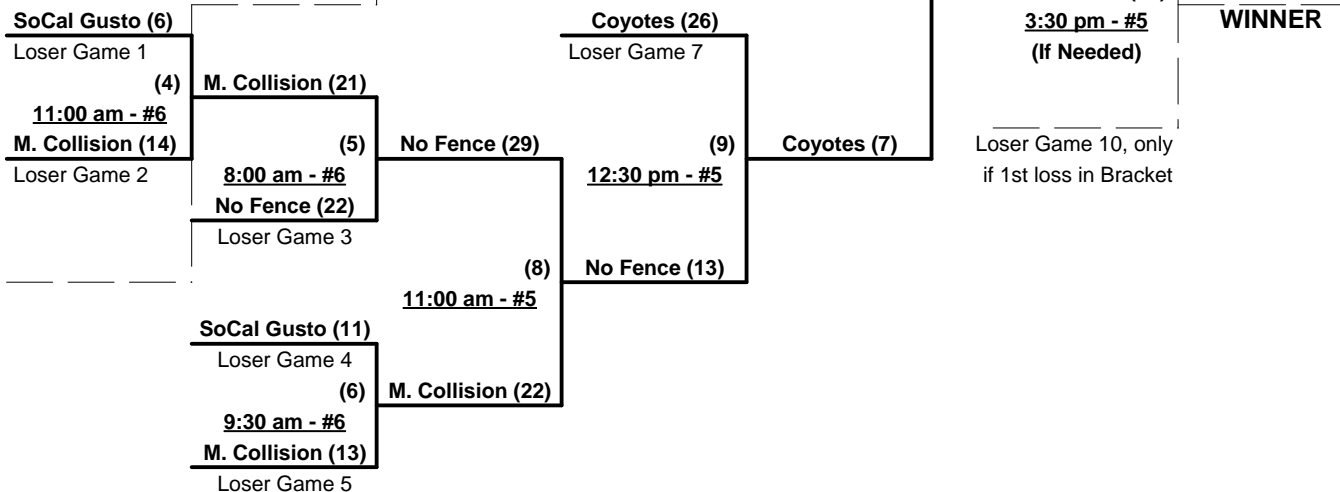 SoCal Gusto (6)
Loser Game 1
(4)
11:00 am - #6
M. Collision (14)
Loser Game 2
M. Collision (21)
(5)
8:00 am - #6
No Fence (22)
Loser Game 3
SoCal Gusto (11)
Loser Game 4
(6)
9:30 am - #6
M. Collision (13)
Loser Game 5
No Fence (29)
(8)
11:00 am - #5
M. Collision (22)
Coyotes (26)
Loser Game 7
(9)
12:30 pm - #5
No Fence (13)
Coyotes (7)
3:30 pm - #5
(If Needed)
Loser Game 10, only
if 1st loss in Bracket
WINNER